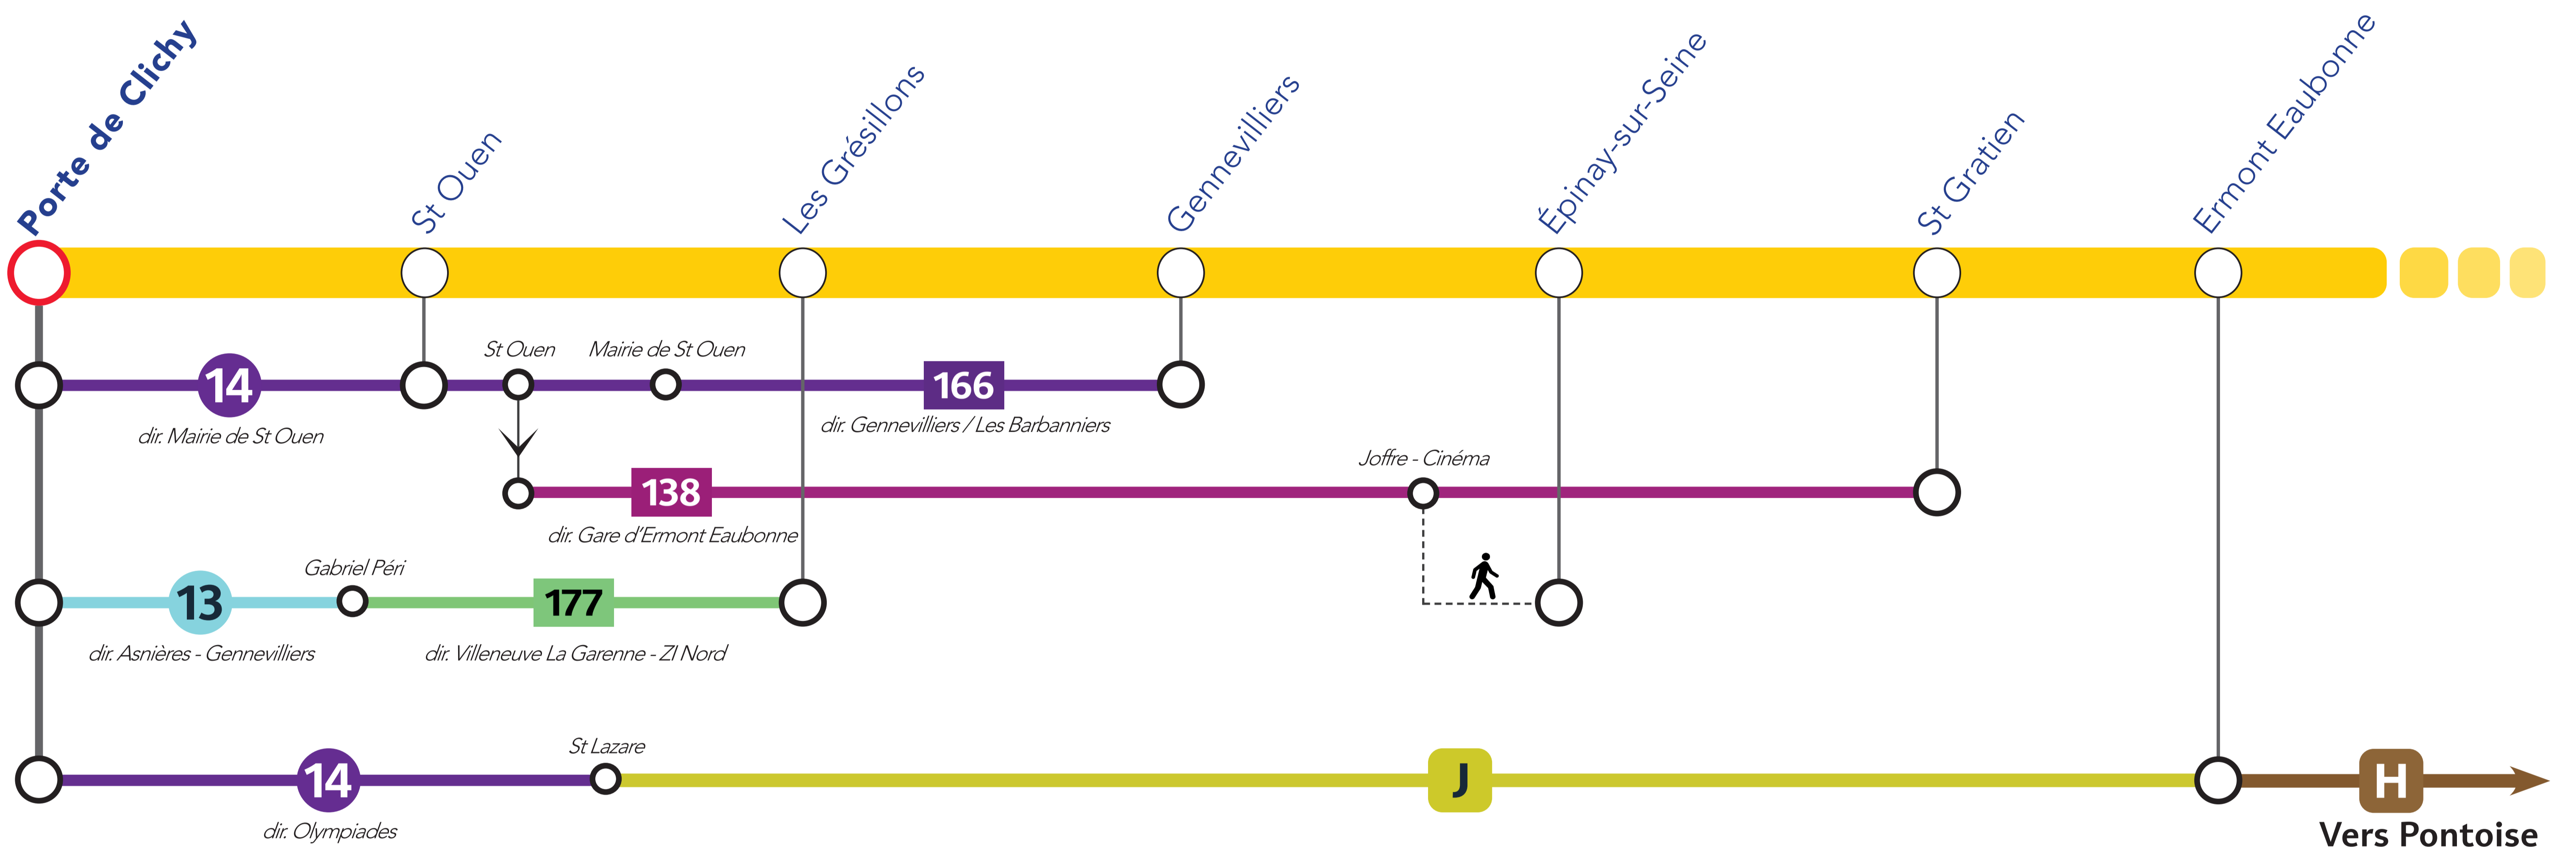 Porte de Clichy
St Ouen
Les Grésillons
Gennevilliers
Épinay-sur-Seine
St Gratien
Ermont Eaubonne
St Ouen
Mairie de St Ouen
14
166
dir. Mairie de St Ouen
dir. Gennevilliers / Les Barbanniers
Joffre - Cinéma
138
dir. Gare d'Ermont Eaubonne
Gabriel Péri
13
177
dir. Asnières - Gennevilliers
dir. Villeneuve La Garenne - ZI Nord
St Lazare
14
J
H
dir. Olympiades
Vers Pontoise